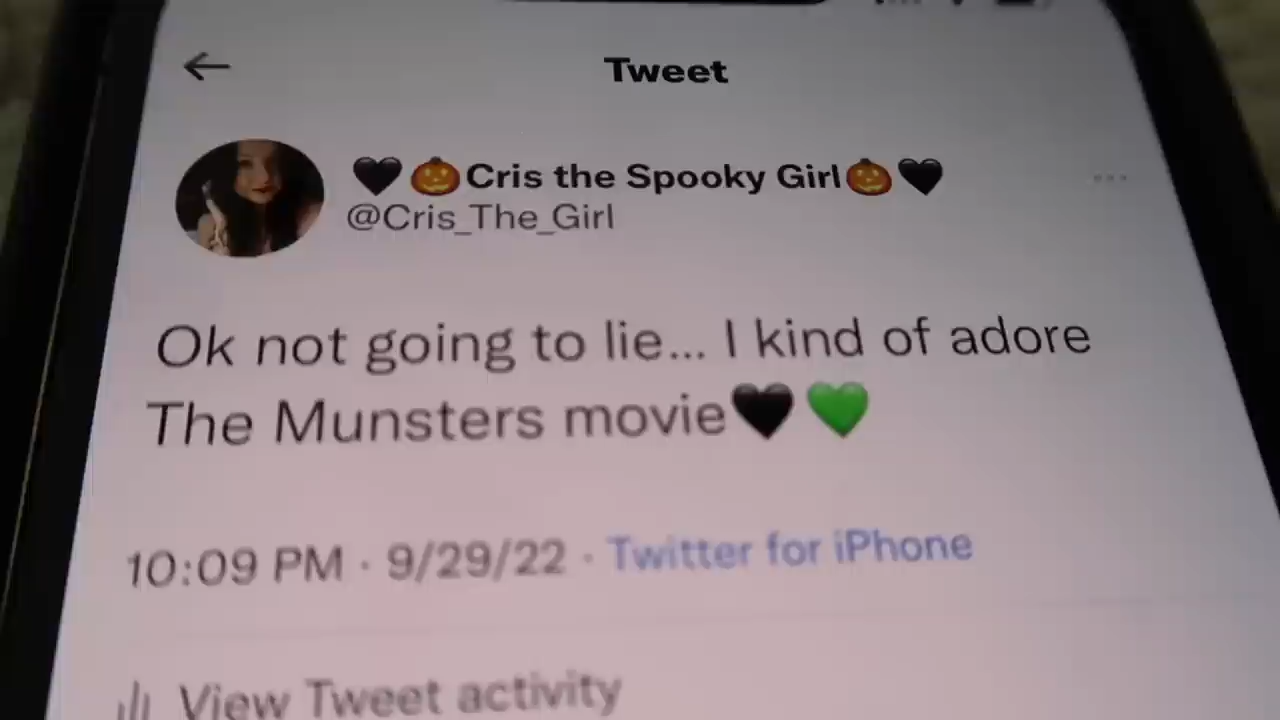 Tweet
🖤🎃Cris the Spooky Girl🎃🖤
@Cris_The_Girl
Ok not going to lie... I kind of adore
The Munsters movie🖤💚
10:09 PM · 9/29/22 · Twitter for iPhone
View Tweet activity